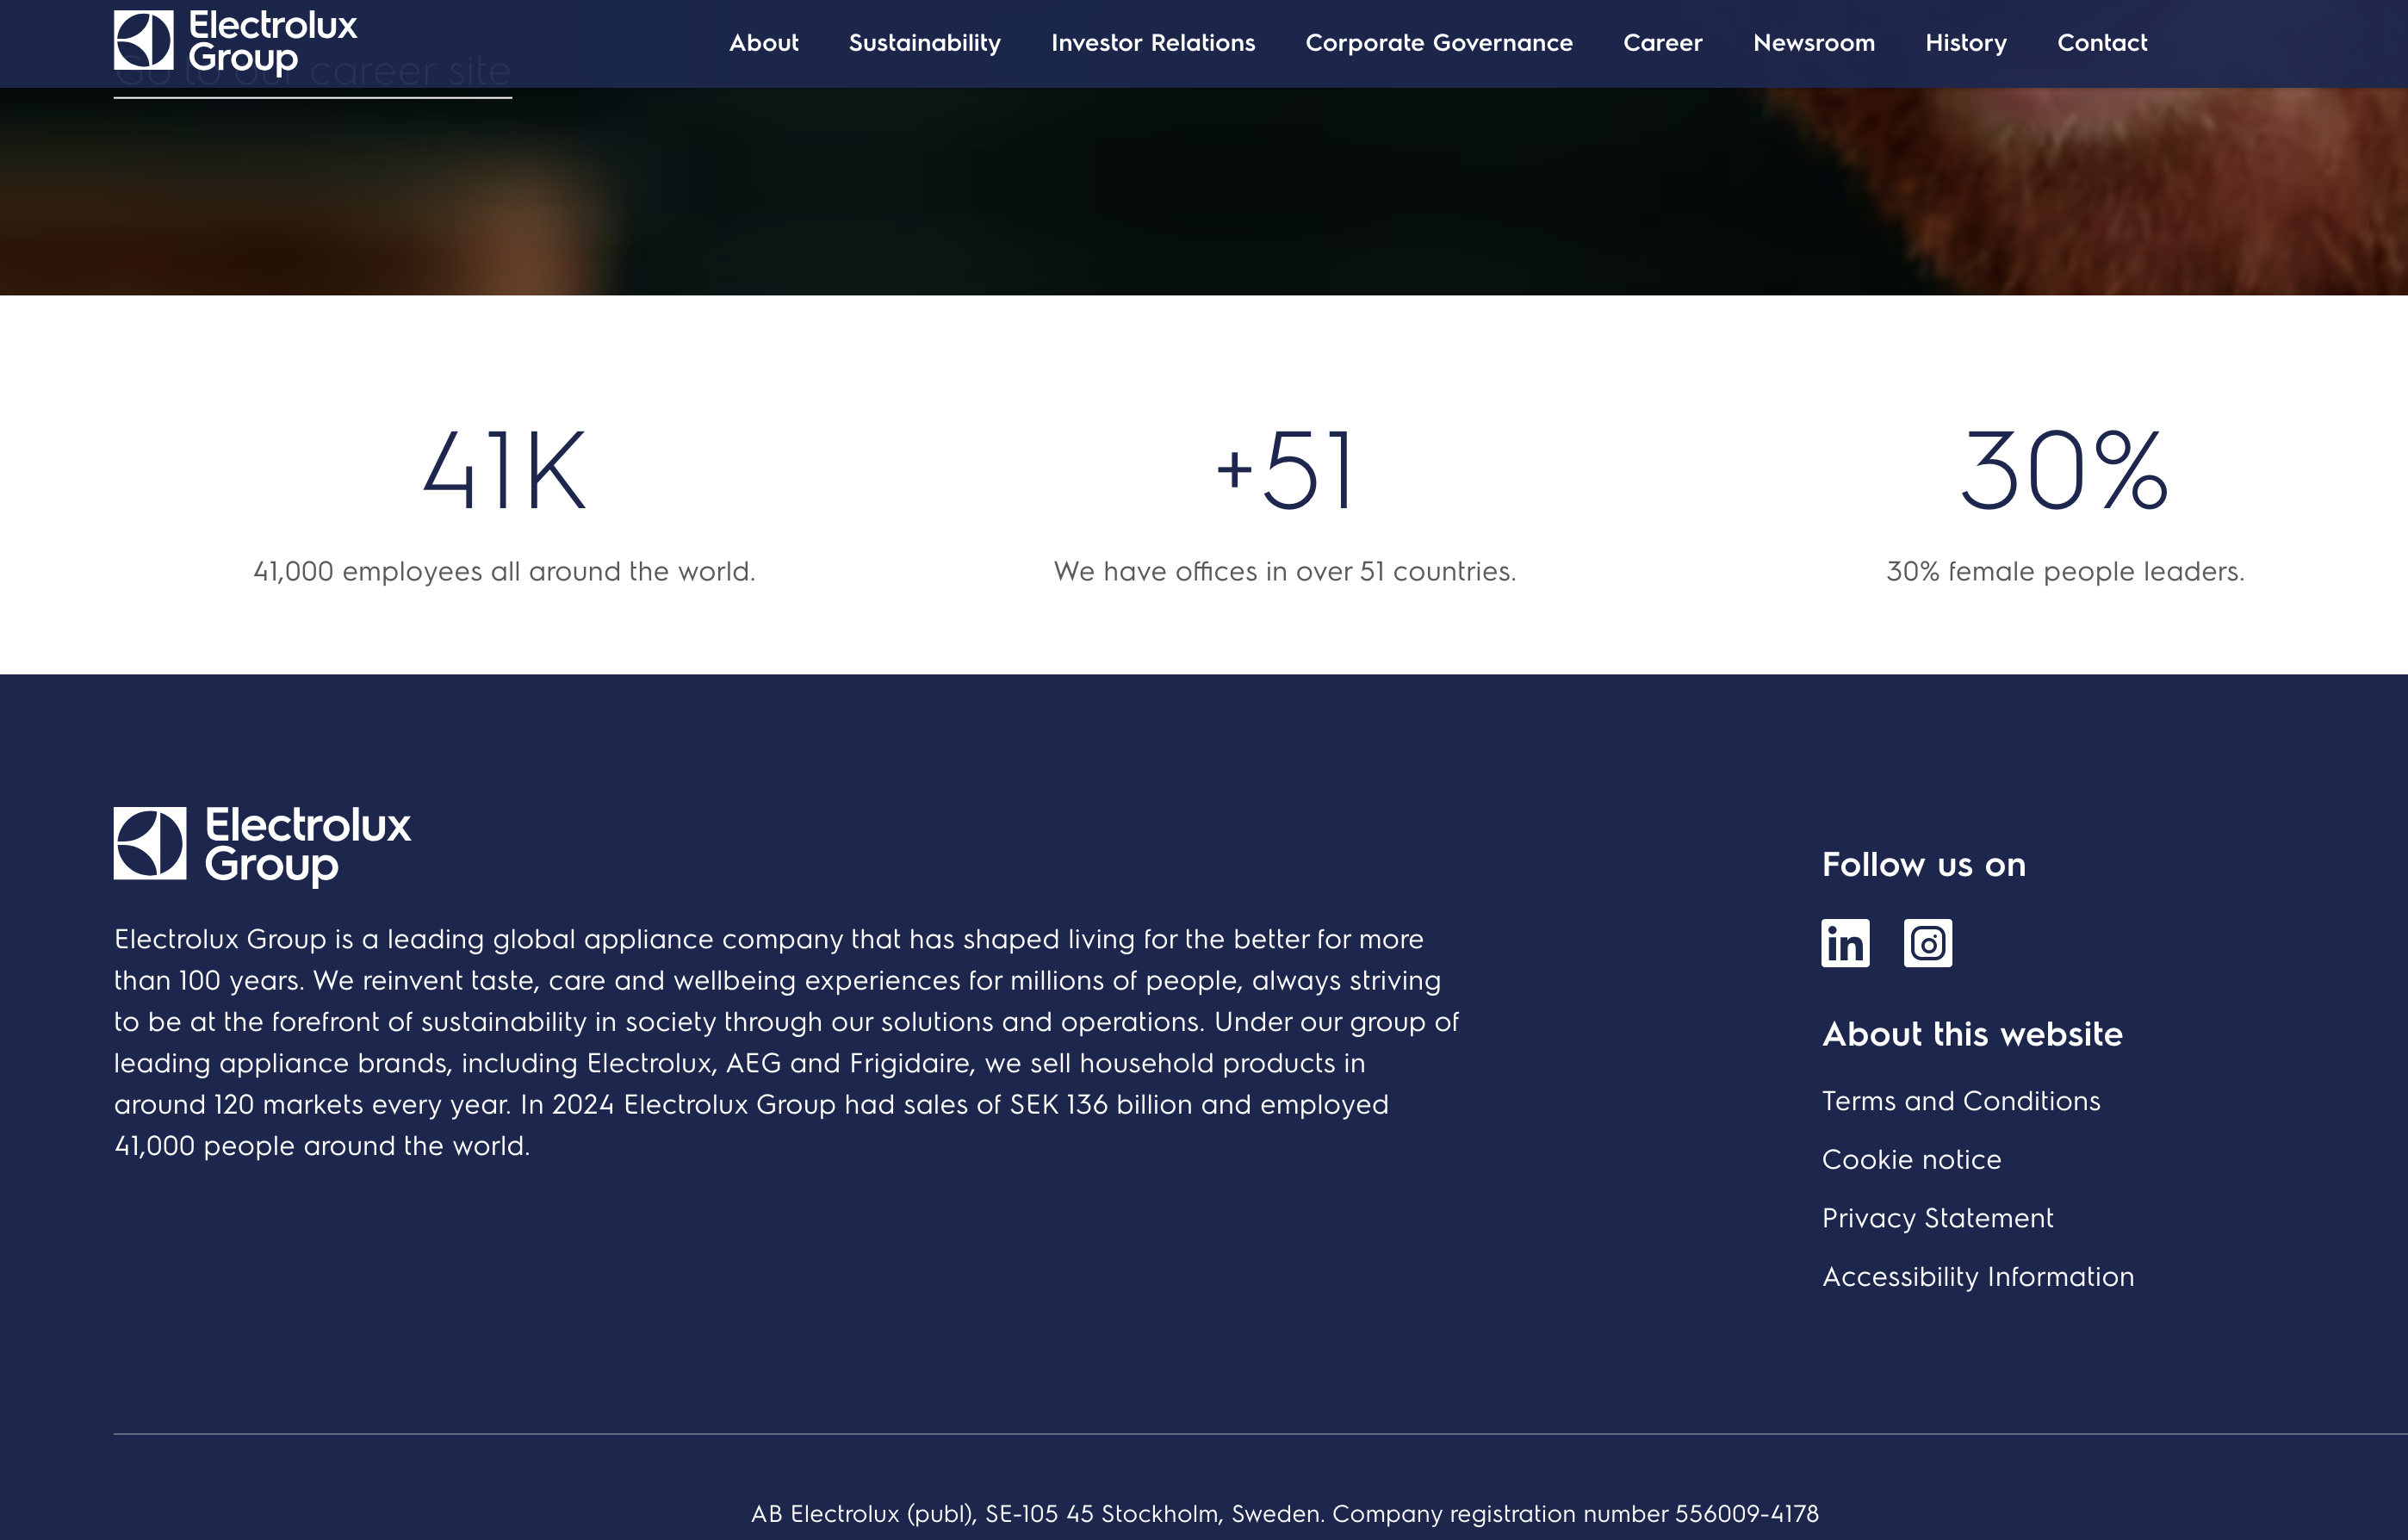 Electrolux
Group
About Sustainability Investor Relations Corporate Governance Career Newsroom History Contact
Go to our career site
41K
41,000 employees all around the world.
+51
We have offices in over 51 countries.
30%
30% female people leaders.
Electrolux
Group
Electrolux Group is a leading global appliance company that has shaped living for the better for more
than 100 years. We reinvent taste, care and wellbeing experiences for millions of people, always striving
to be at the forefront of sustainability in society through our solutions and operations. Under our group of
leading appliance brands, including Electrolux, AEG and Frigidaire, we sell household products in
around 120 markets every year. In 2024 Electrolux Group had sales of SEK 136 billion and employed
41,000 people around the world.
Follow us on
in
About this website
Terms and Conditions
Cookie notice
Privacy Statement
Accessibility Information
AB Electrolux (publ), SE-105 45 Stockholm, Sweden. Company registration number 556009-4178